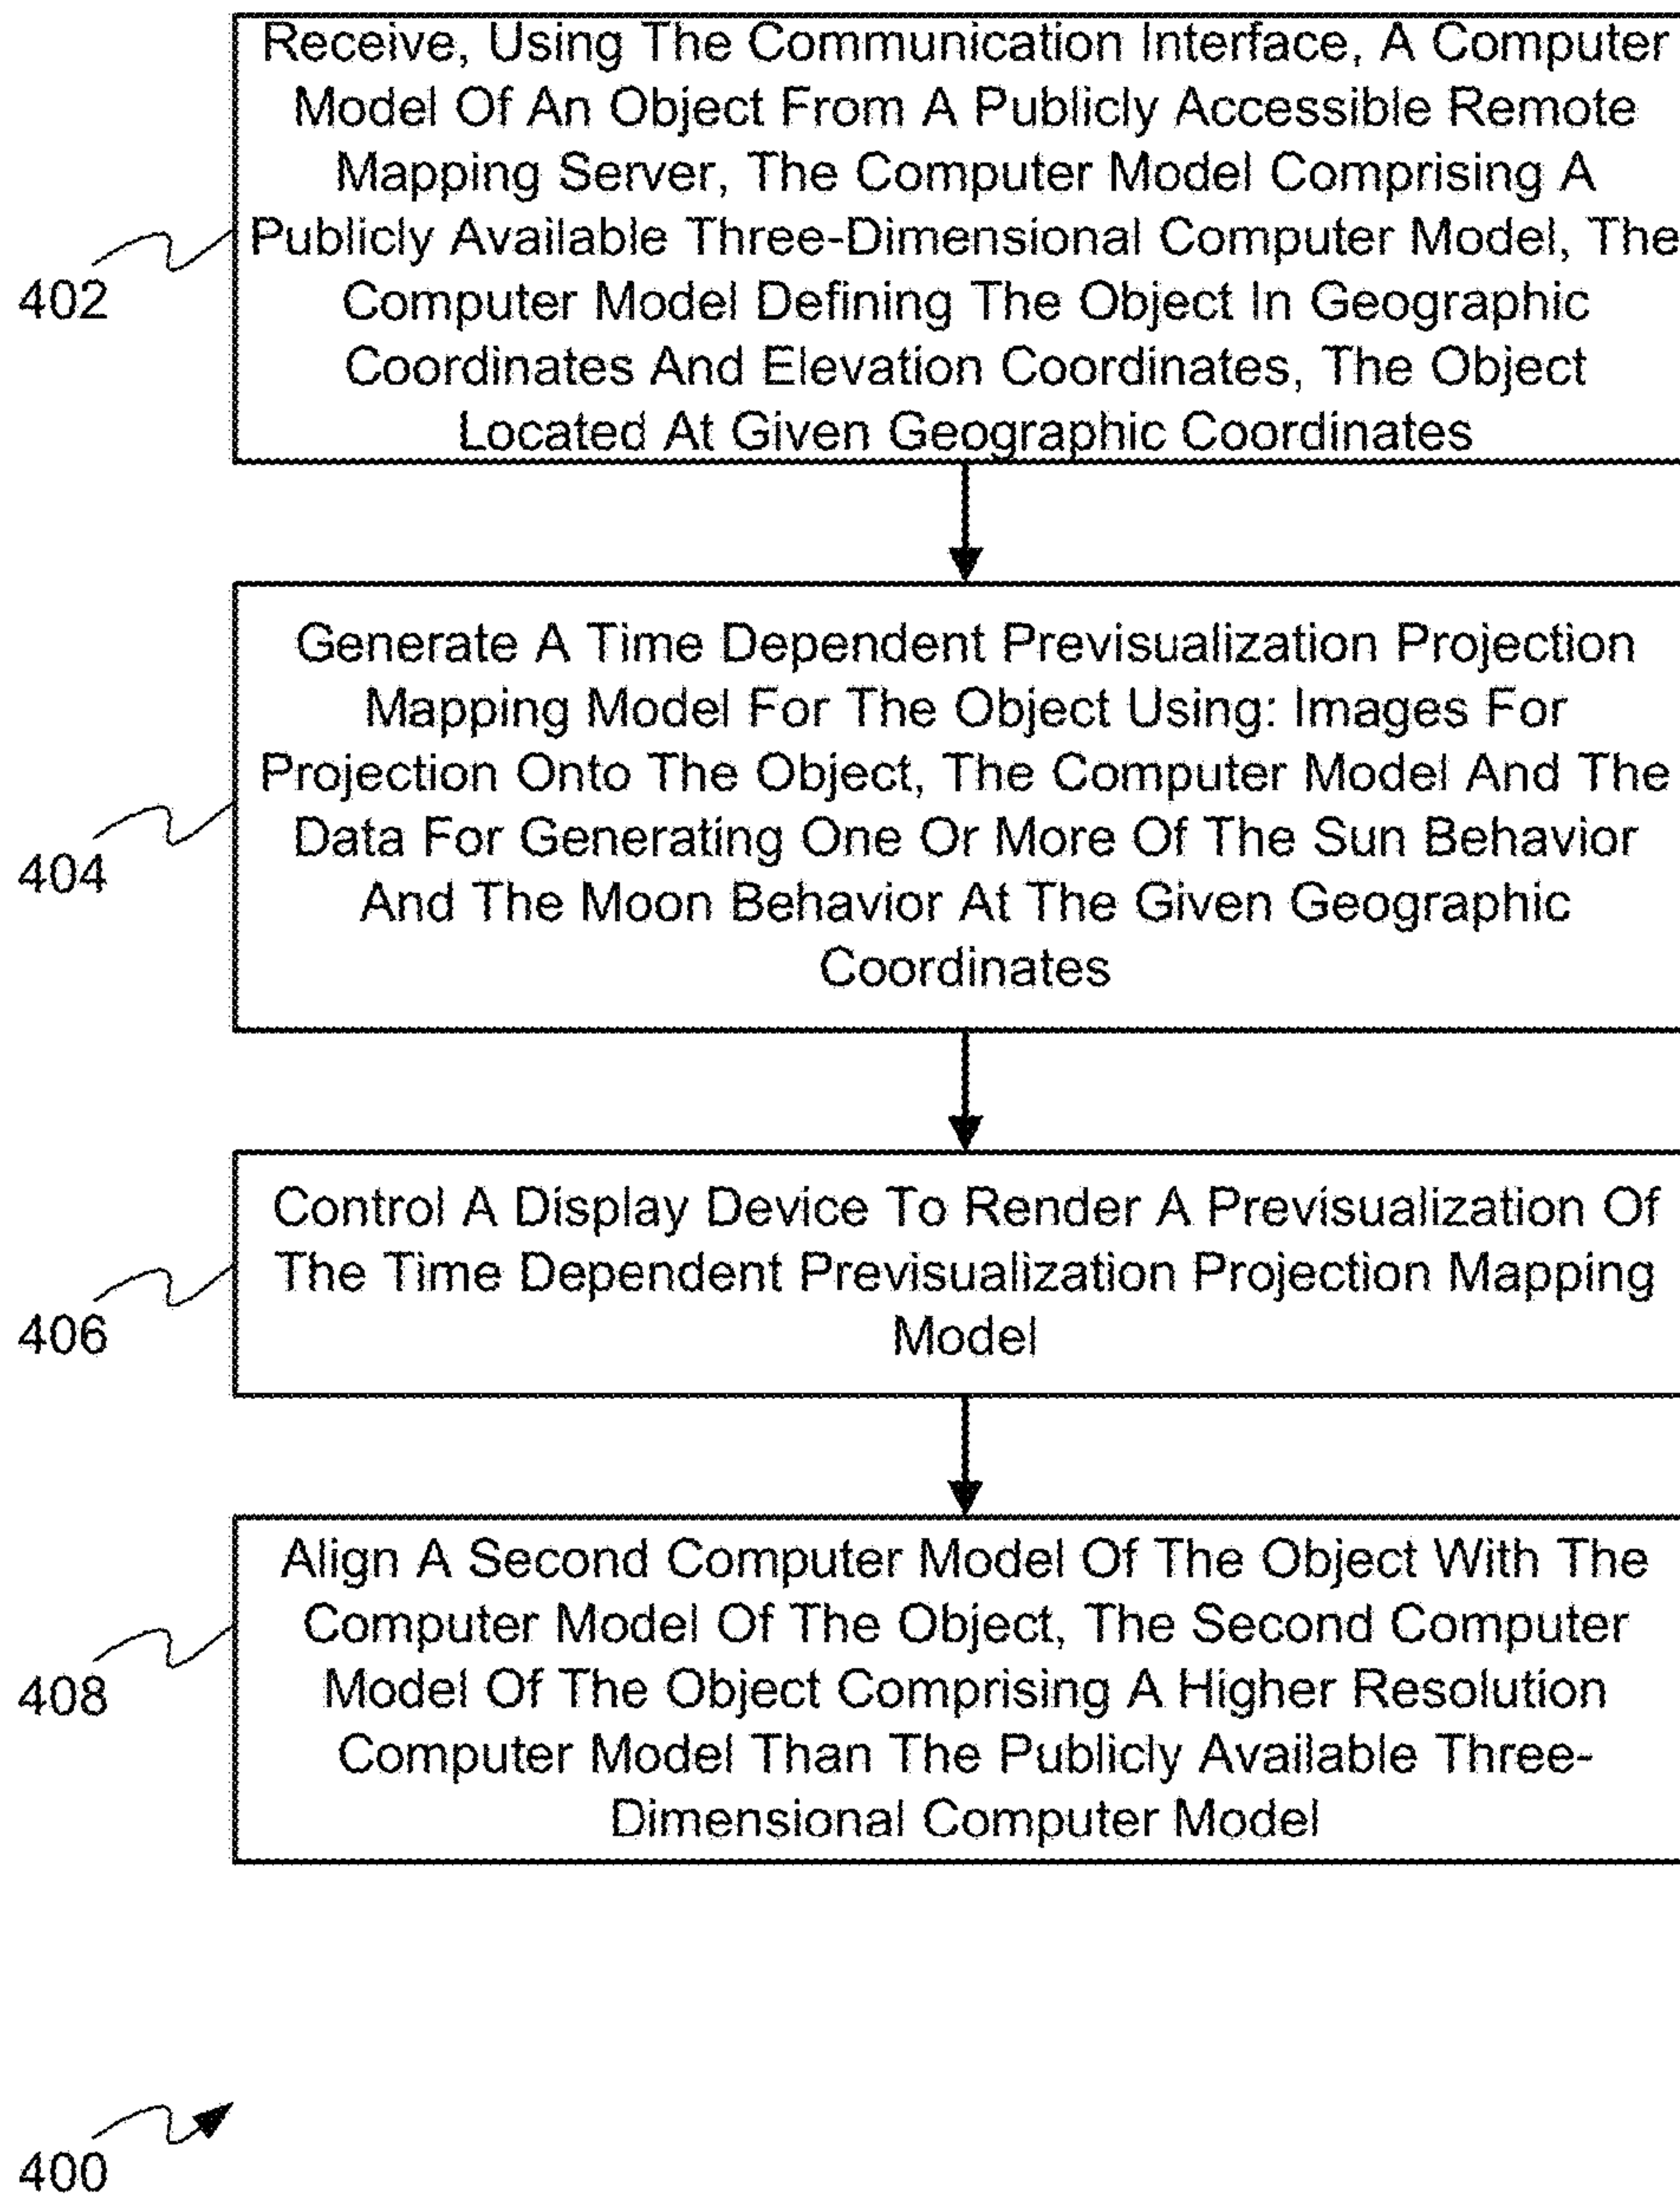 Receive, Using The Communication Interface, A Computer
Model Of An Object From A Publicly Accessible Remote
Mapping Server, The Computer Model Comprising A
Publicly Available Three-Dimensional Computer Model, The
Computer Model Defining The Object In Geographic
Coordinates And Elevation Coordinates, The Object
Located At Given Geographic Coordinates
402
Generate A Time Dependent Previsualization Projection
Mapping Model For The Object Using: Images For
Projection Onto The Object, The Computer Model And The
Data For Generating One Or More Of The Sun Behavior
And The Moon Behavior At The Given Geographic
Coordinates
404
Control A Display Device To Render A Previsualization Of
The Time Dependent Previsualization Projection Mapping
Model
406
Align A Second Computer Model Of The Object With The
Computer Model Of The Object, The Second Computer
Model Of The Object Comprising A Higher Resolution
Computer Model Than The Publicly Available Three-
Dimensional Computer Model
408
400